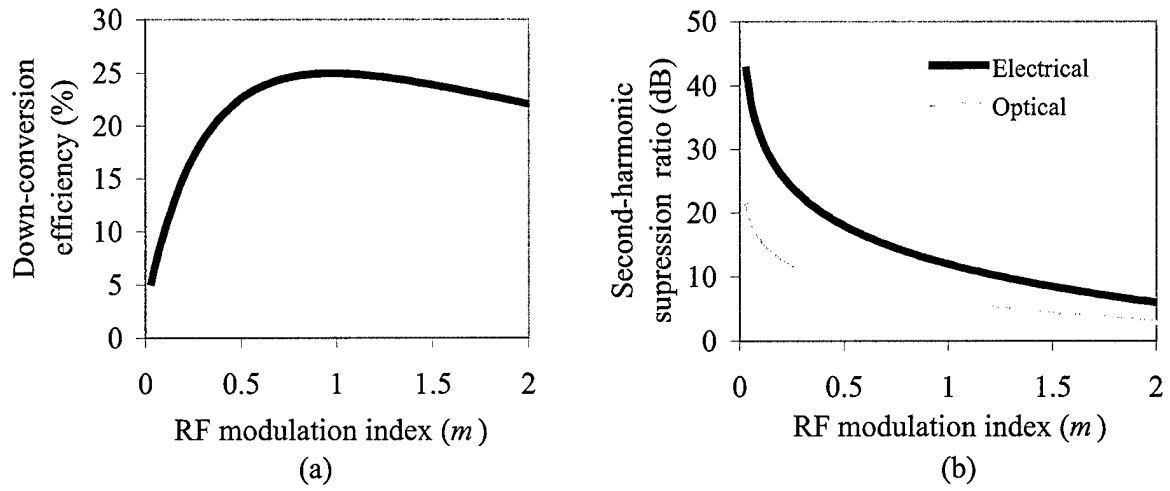 30
25
20
15
10
5
0
Down-conversion
efficiency (%)
0 0.5 1 1.5 2
RF modulation index (m)
(a)
50
40
30
20
10
0
Second-harmonic
supression ratio (dB)
Electrical
Optical
0 0.5 1 1.5 2
RF modulation index (m)
(b)